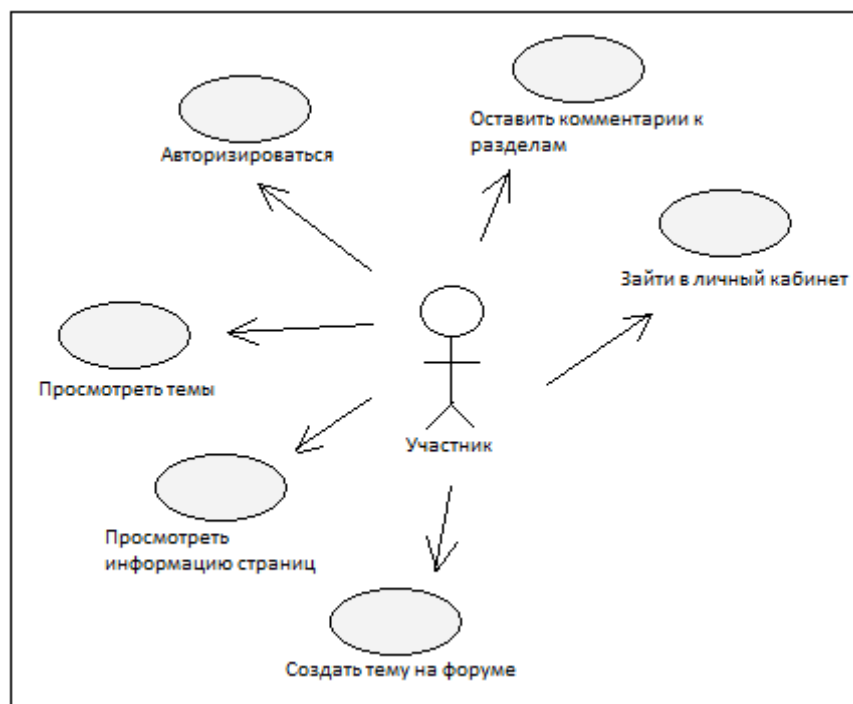 Авторизироваться
Оставить комментарии к
разделам
Зайти в личный кабинет
Просмотреть темы
Участник
Просмотреть
информацию страниц
Создать тему на форуме